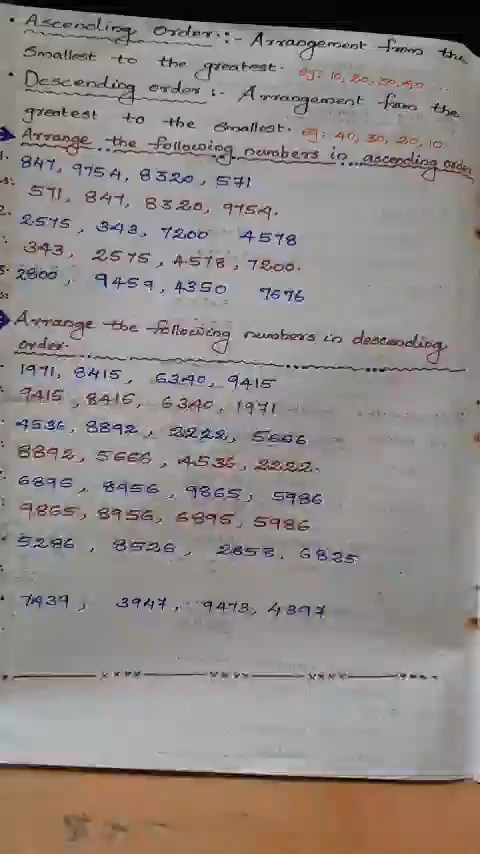 • Ascending Order :- Arrangement from the
smallest to the greatest. eg: 10, 20, 30, 40 ...
• Descending order :- Arrangement from the
greatest to the smallest. eg: 40, 30, 20, 10
Arrange the following numbers in ascending order
1. 847, 9754, 8320, 571
571, 847, 8320, 9754.
2. 2575, 343, 7200 4578
343, 2575, 4578, 7200.
2800, 9459, 4350 7676
Arrange the following numbers in descending
order.
1971, 8415, 6340, 9415
9415, 8415, 6340, 1971
4536, 8892, 2222, 5666
8892, 5666, 4536, 2222.
6895, 8956, 9865, 5986
9865, 8956, 6895, 5986
5286, 8526, 2858, 6825
7439, 3947, 9473, 4397